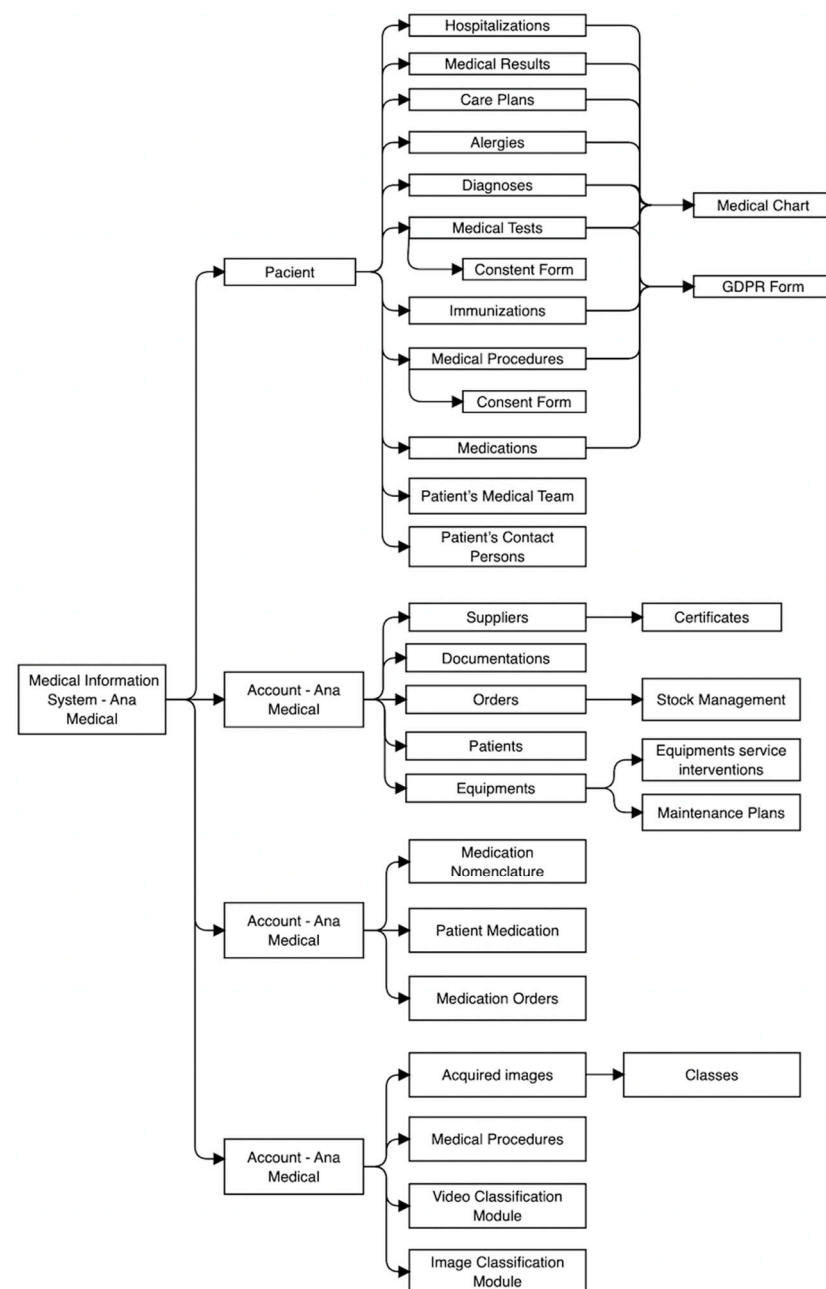 Hospitalizations
Medical Results
Care Plans
Alergies
Diagnoses
Medical Chart
Medical Tests
Constent Form
Pacient
GDPR Form
Immunizations
Medical Procedures
Consent Form
Medications
Patient's Medical Team
Patient's Contact
Persons
Suppliers
Certificates
Documentations
Medical Information
System - Ana
Medical
Account - Ana
Medical
Orders
Stock Management
Patients
Equipments service
interventions
Equipments
Maintenance Plans
Medication
Nomenclature
Account - Ana
Medical
Patient Medication
Medication Orders
Acquired images
Classes
Medical Procedures
Account - Ana
Medical
Video Classification
Module
Image Classification
Module